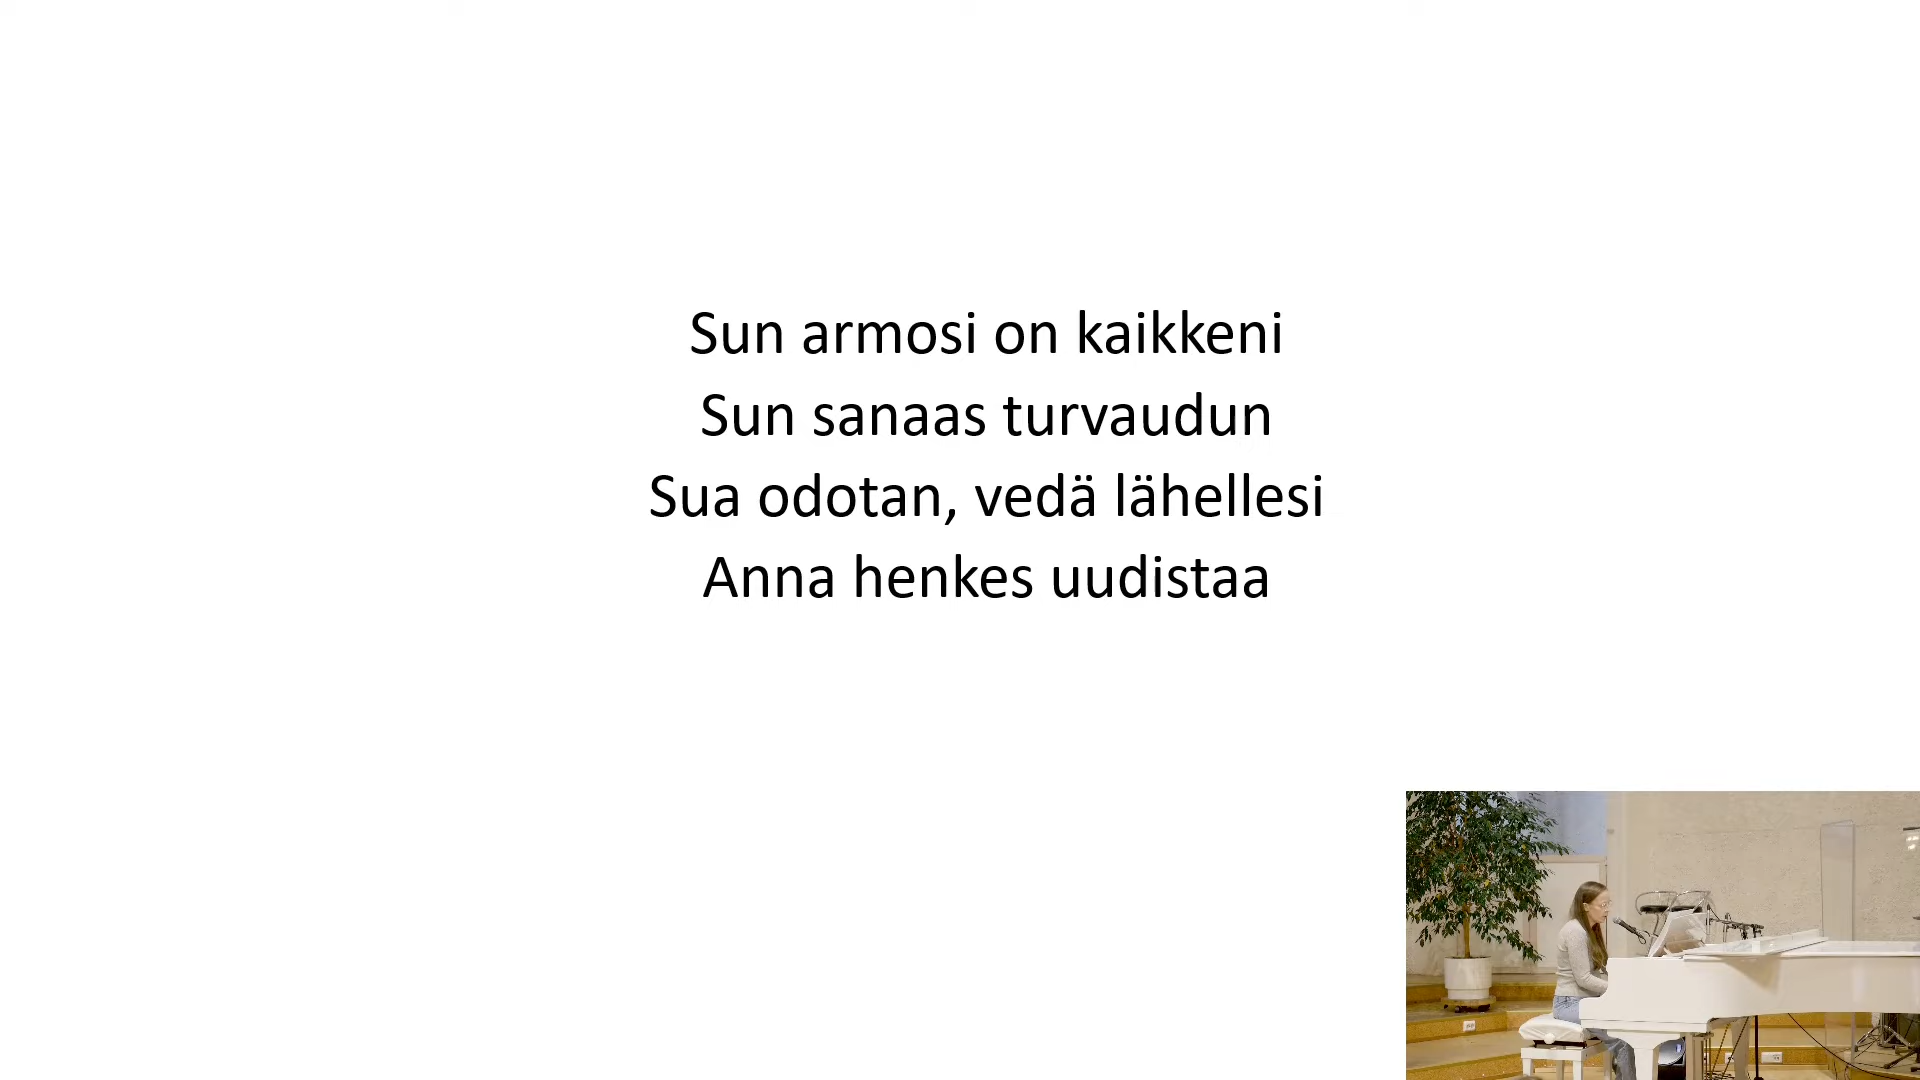 Sun armosi on kaikkeni
Sun sanaas turvaudun
Sua odotan, vedä lähellesi
Anna henkes uudistaa